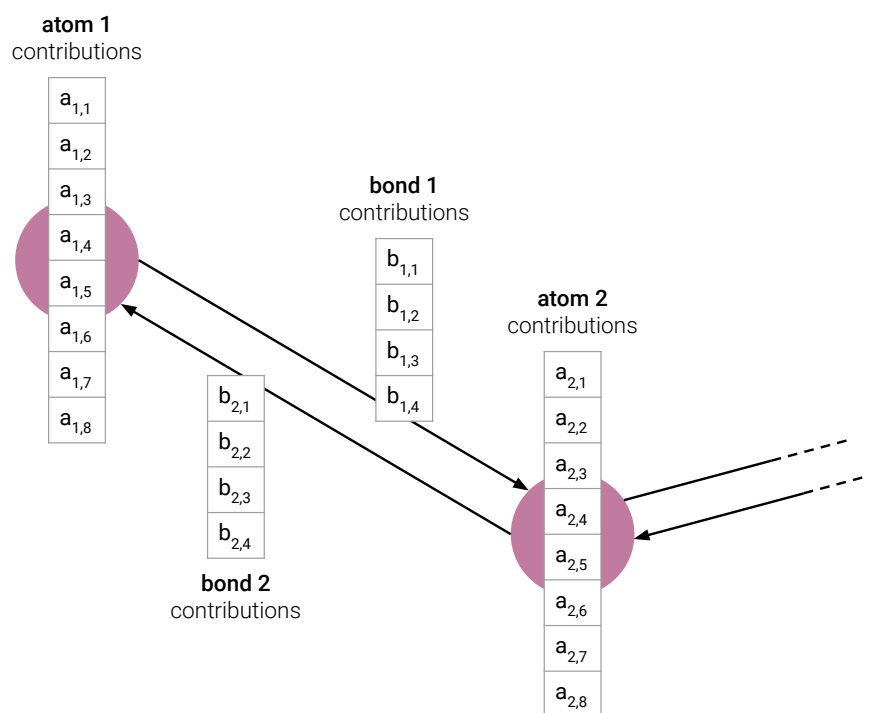 atom 1
contributions
a1,1
a1,2
a1,3
a1,4
a1,5
a1,6
a1,7
a1,8
bond 1
contributions
b1,1
b1,2
b1,3
b1,4
b2,1
b2,2
b2,3
b2,4
bond 2
contributions
atom 2
contributions
a2,1
a2,2
a2,3
a2,4
a2,5
a2,6
a2,7
a2,8